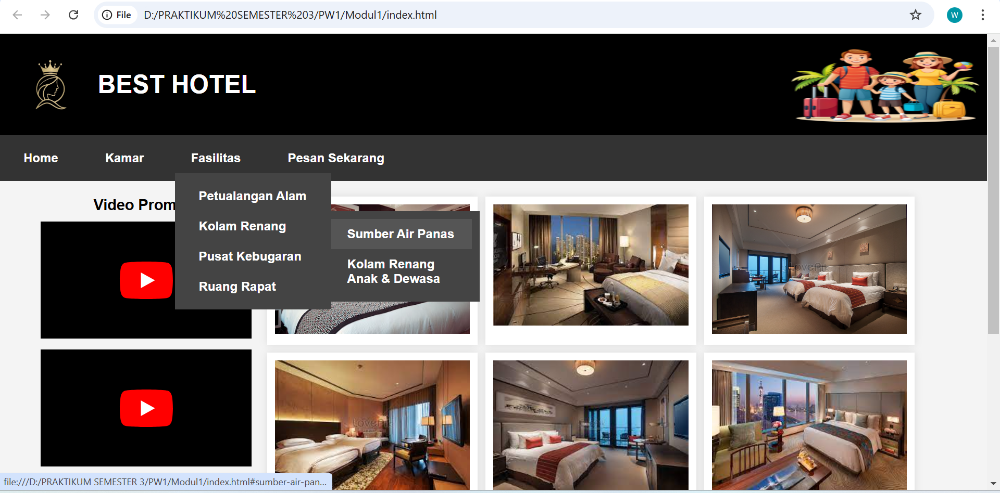 File
D:/PRAKTIKUM%20SEMESTER%203/PW1/Modul1/index.html
W
BEST HOTEL
Home
Kamar
Fasilitas
Pesan Sekarang
Video Prom
Petualangan Alam
Kolam Renang
Pusat Kebugaran
Ruang Rapat
Sumber Air Panas
Kolam Renang
Anak & Dewasa
file:///D:/PRAKTIKUM SEMESTER 3/PW1/Modul1/index.html#sumber-air-pan...